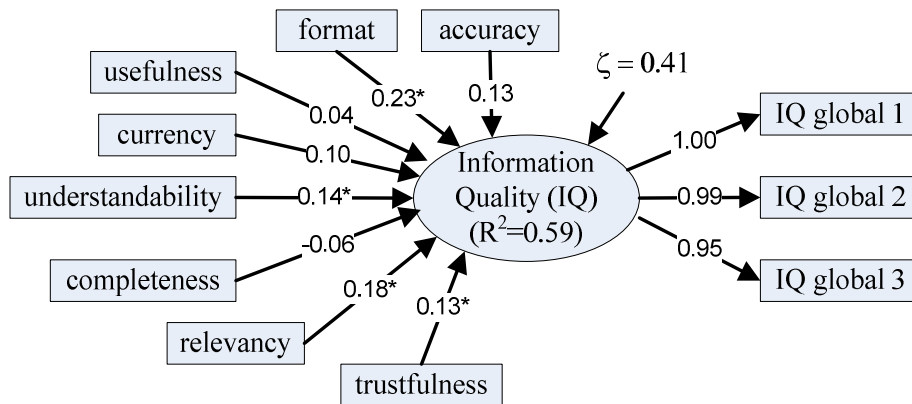 format
accuracy
usefulness
ζ = 0.41
0.23*
0.13
0.04
IQ global 1
1.00
currency
0.10
Information
Quality (IQ)
(R²=0.59)
understandability
0.14*
0.99
IQ global 2
-0.06
0.95
completeness
IQ global 3
0.18*
0.13*
relevancy
trustfulness